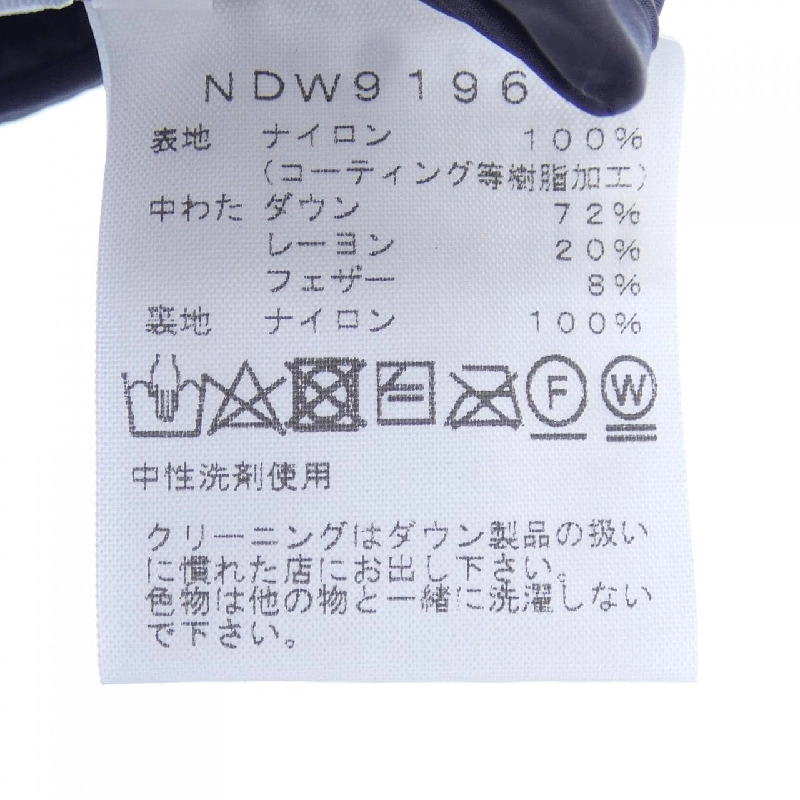 NDW9196
表地 ナイロン 100%
(コーティング等樹脂加工)
中わた ダウン 72%
レーヨン 20%
フェザー 8%
裏地 ナイロン 100%
F W
中性洗剤使用
クリーニングはダウン製品の扱い
に慣れた店にお出し下さい。
色物は他の物と一緒に洗濯しない
で下さい。